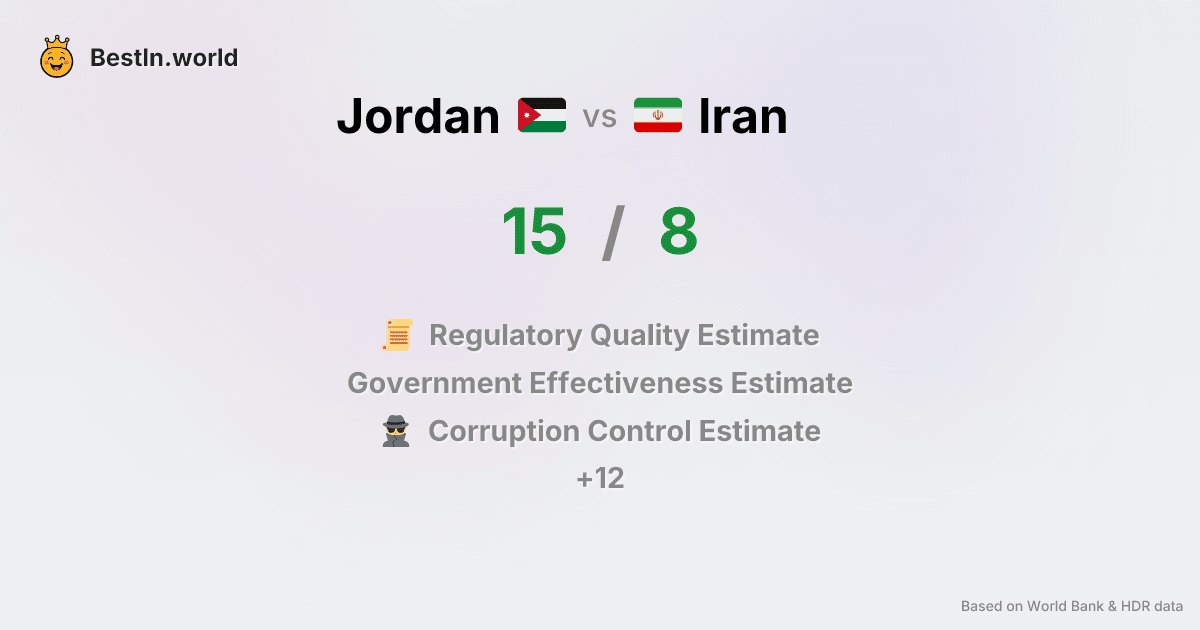 BestIn.world
Jordan vs Iran
15 / 8
Regulatory Quality Estimate
Government Effectiveness Estimate
Corruption Control Estimate
+12
Based on World Bank & HDR data